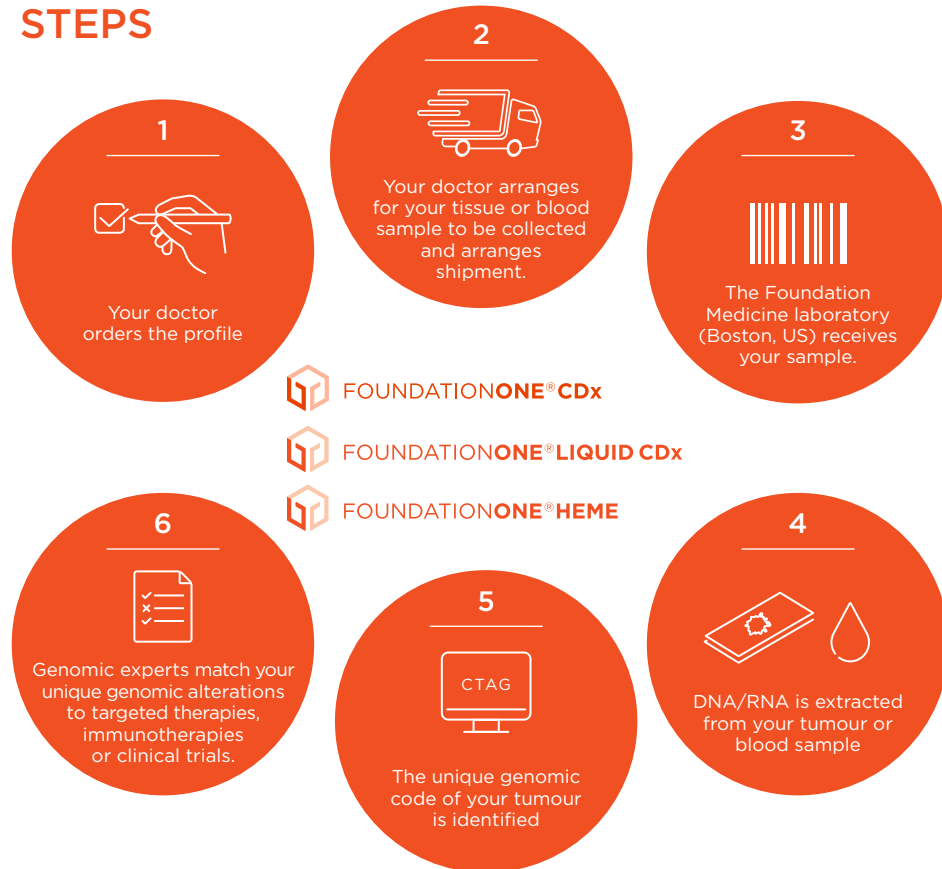 STEPS
1
Your doctor
orders the profile
2
Your doctor arranges
for your tissue or blood
sample to be collected
and arranges
shipment.
3
The Foundation
Medicine laboratory
(Boston, US) receives
your sample.
FOUNDATIONONE®CDx
FOUNDATIONONE®LIQUID CDx
FOUNDATIONONE®HEME
4
DNA/RNA is extracted
from your tumour or
blood sample
5
CTAG
The unique genomic
code of your tumour
is identified
6
Genomic experts match your
unique genomic alterations
to targeted therapies,
immunotherapies
or clinical trials.